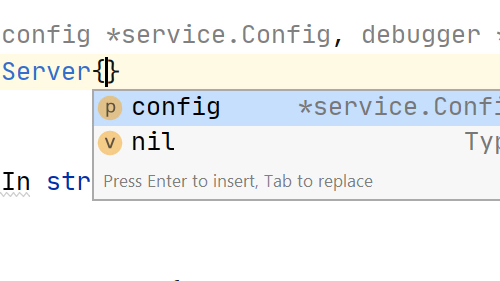 config *service.Config, debugger *
Server{}
p config *service.Confi
v nil Typ
Press Enter to insert, Tab to replace
In str